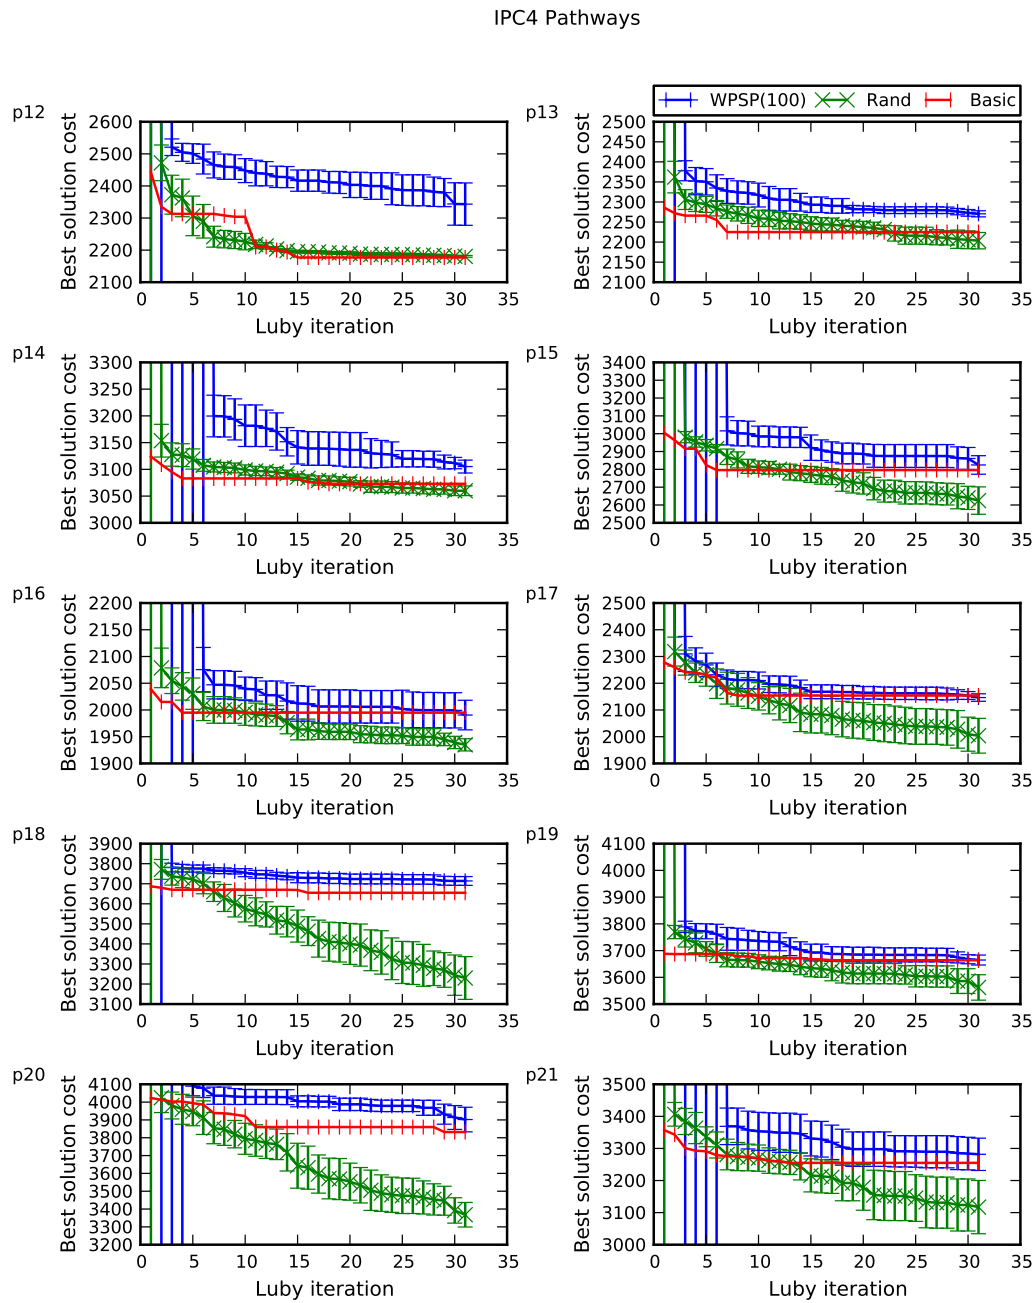 IPC4 Pathways
WPSP(100) Rand Basic
p12
Best solution cost
2600
2500
2400
2300
2200
2100
0 5 10 15 20 25 30 35
Luby iteration
p13
Best solution cost
2500
2450
2400
2350
2300
2250
2200
2150
2100
0 5 10 15 20 25 30 35
Luby iteration
p14
Best solution cost
3300
3250
3200
3150
3100
3050
3000
0 5 10 15 20 25 30 35
Luby iteration
p15
Best solution cost
3400
3300
3200
3100
3000
2900
2800
2700
2600
2500
0 5 10 15 20 25 30 35
Luby iteration
p16
Best solution cost
2200
2150
2100
2050
2000
1950
1900
0 5 10 15 20 25 30 35
Luby iteration
p17
Best solution cost
2500
2400
2300
2200
2100
2000
1900
0 5 10 15 20 25 30 35
Luby iteration
p18
Best solution cost
3900
3800
3700
3600
3500
3400
3300
3200
3100
0 5 10 15 20 25 30 35
Luby iteration
p19
Best solution cost
4100
4000
3900
3800
3700
3600
3500
0 5 10 15 20 25 30 35
Luby iteration
p20
Best solution cost
4100
4000
3900
3800
3700
3600
3500
3400
3300
3200
0 5 10 15 20 25 30 35
Luby iteration
p21
Best solution cost
3500
3400
3300
3200
3100
3000
0 5 10 15 20 25 30 35
Luby iteration